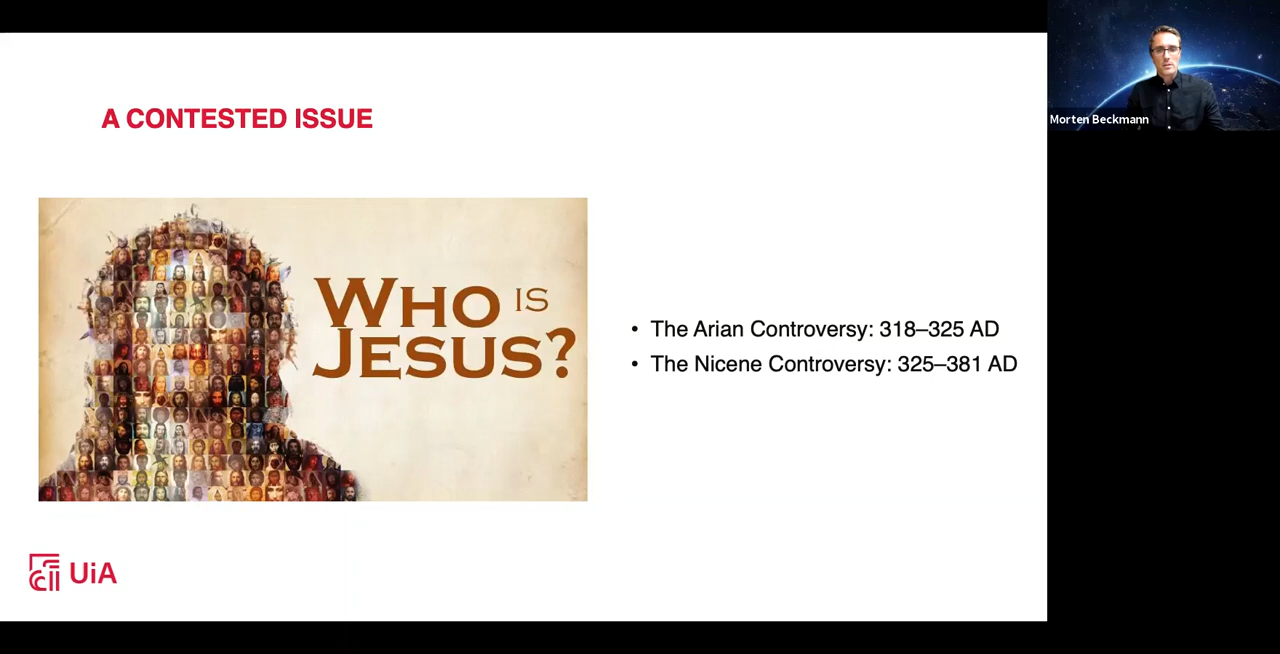 A CONTESTED ISSUE
WHO IS
JESUS?
• The Arian Controversy: 318–325 AD
• The Nicene Controversy: 325–381 AD
UiA
Morten Beckmann